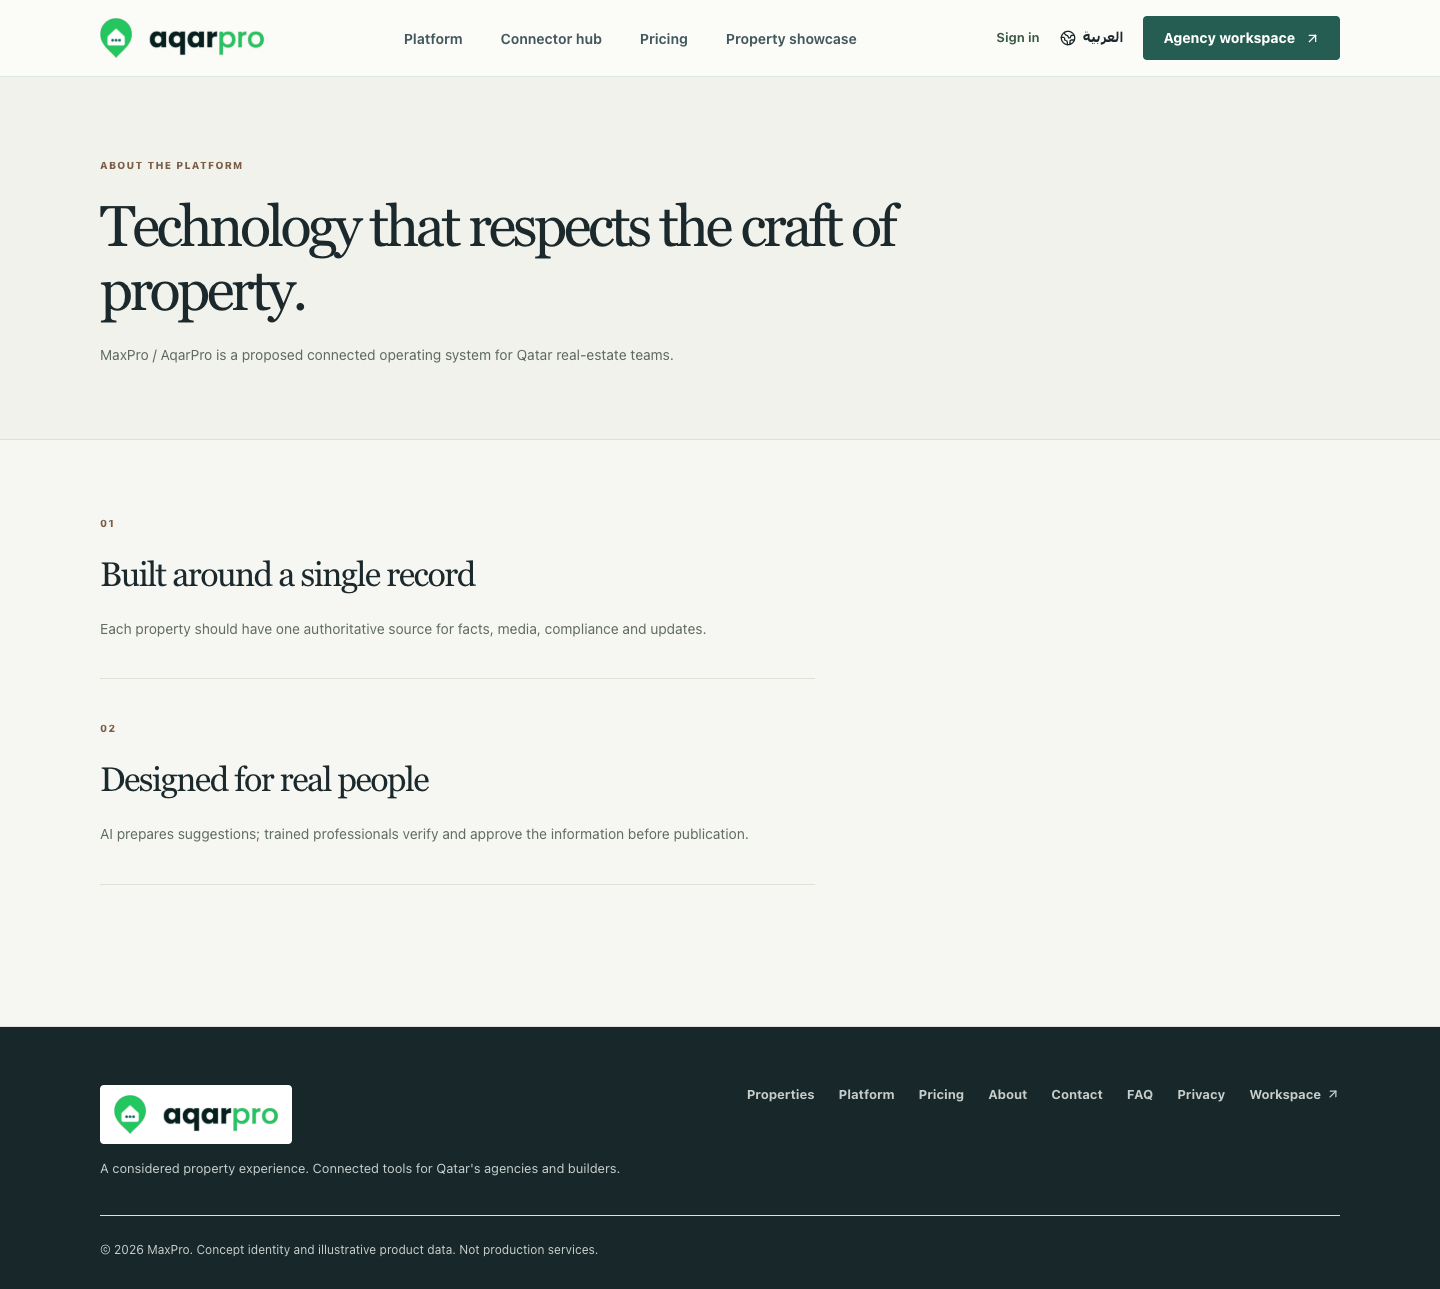 aqarpro
Platform
Connector hub
Pricing
Property showcase
Sign in
العربية
Agency workspace
ABOUT THE PLATFORM
Technology that respects the craft of
property.
MaxPro / AqarPro is a proposed connected operating system for Qatar real-estate teams.
01
Built around a single record
Each property should have one authoritative source for facts, media, compliance and updates.
02
Designed for real people
AI prepares suggestions; trained professionals verify and approve the information before publication.
aqarpro
Properties
Platform
Pricing
About
Contact
FAQ
Privacy
Workspace
A considered property experience. Connected tools for Qatar's agencies and builders.
© 2026 MaxPro. Concept identity and illustrative product data. Not production services.